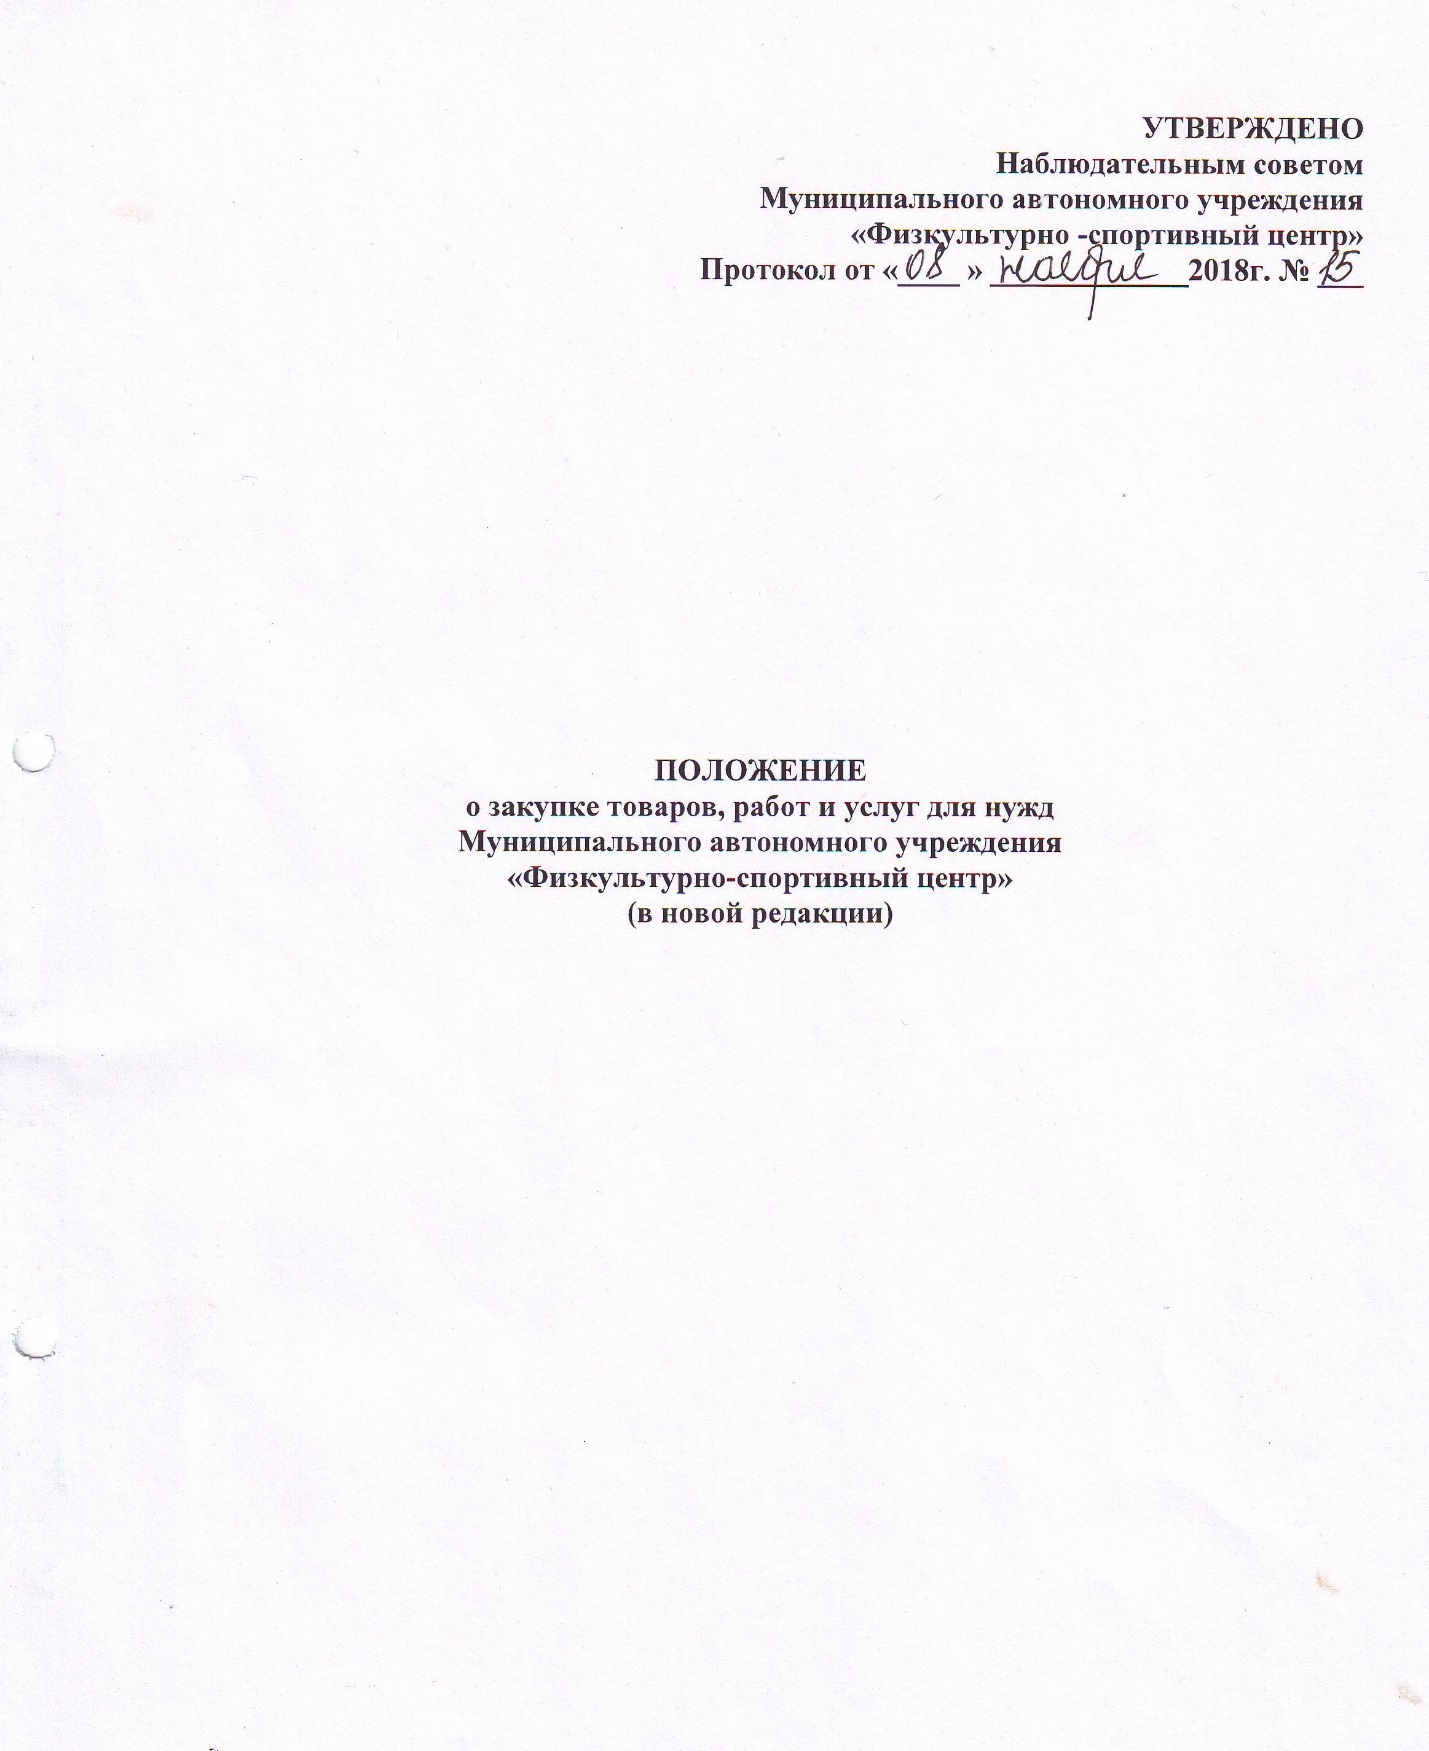 УТВЕРЖДЕНО
Наблюдательным советом
Муниципального автономного учреждения
«Физкультурно -спортивный центр»
Протокол от «08» 2018г. № 15
ПОЛОЖЕНИЕ
о закупке товаров, работ и услуг для нужд
Муниципального автономного учреждения
«Физкультурно-спортивный центр»
(в новой редакции)